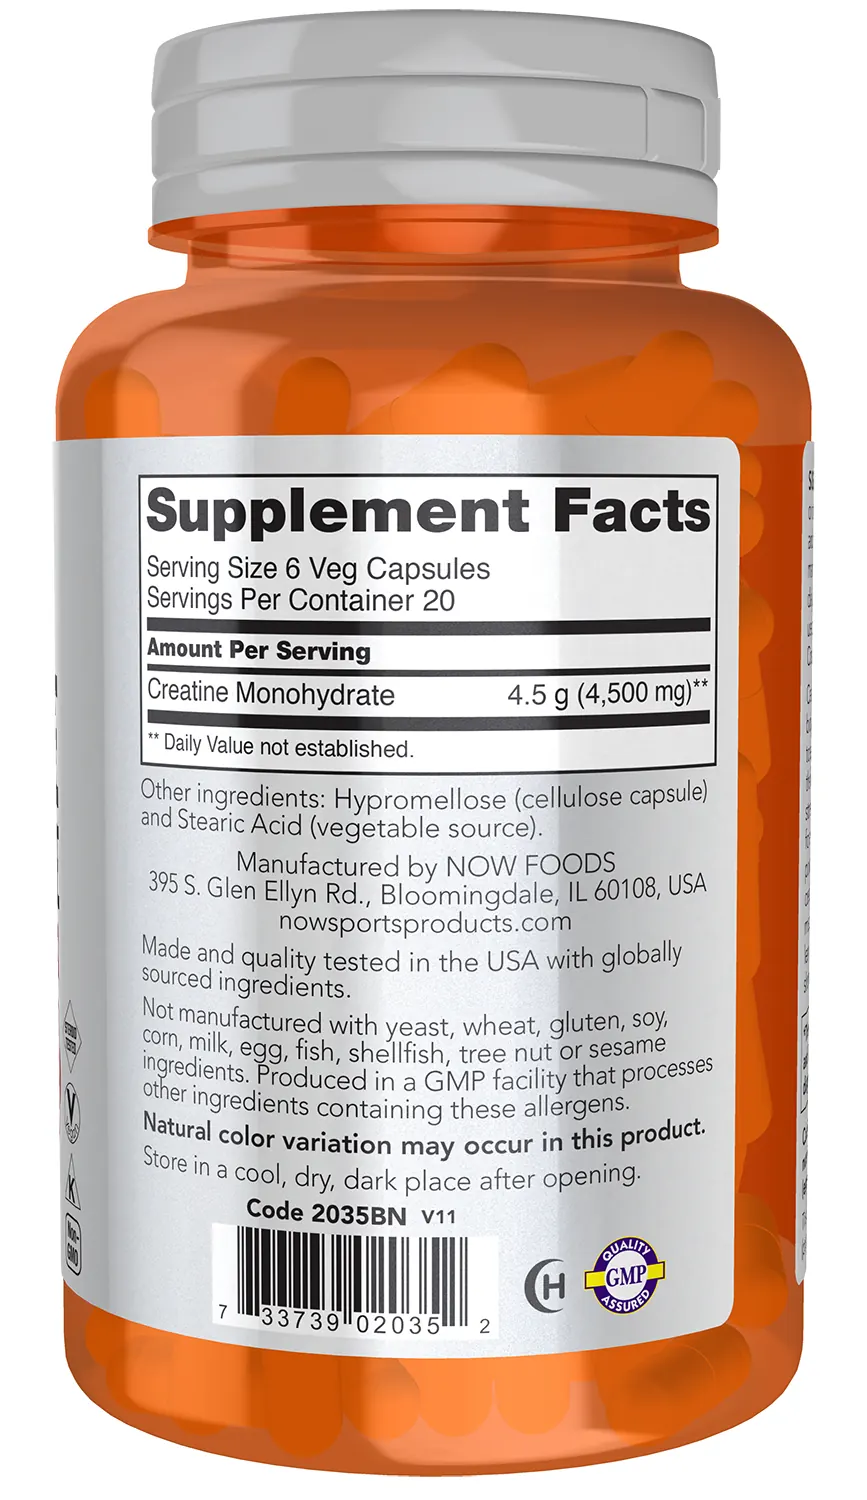 Supplement Facts
Serving Size 6 Veg Capsules
Servings Per Container 20
Amount Per Serving
Creatine Monohydrate 4.5 g (4,500 mg)**
** Daily Value not established.
Other ingredients: Hypromellose (cellulose capsule)
and Stearic Acid (vegetable source).
Manufactured by NOW FOODS
395 S. Glen Ellyn Rd., Bloomingdale, IL 60108, USA
nowsportsproducts.com
Made and quality tested in the USA with globally
sourced ingredients.
Not manufactured with yeast, wheat, gluten, soy,
corn, milk, egg, fish, shellfish, tree nut or sesame
ingredients. Produced in a GMP facility that processes
other ingredients containing these allergens.
Natural color variation may occur in this product.
Store in a cool, dry, dark place after opening.
Code 2035BN V11
7 33739 02035 2
CH
QUALITY
GMP
ASSURED
V
K
Non-
GMO